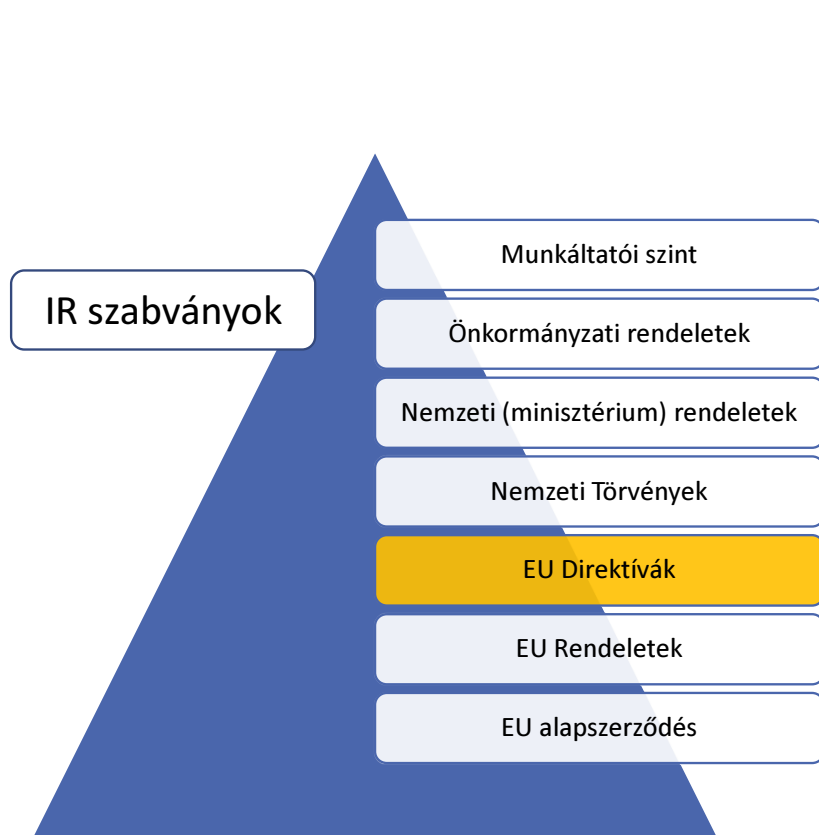 Munkáltatói szint
IR szabványok
Önkormányzati rendeletek
Nemzeti (minisztérium) rendeletek
Nemzeti Törvények
EU Direktívák
EU Rendeletek
EU alapszerződés